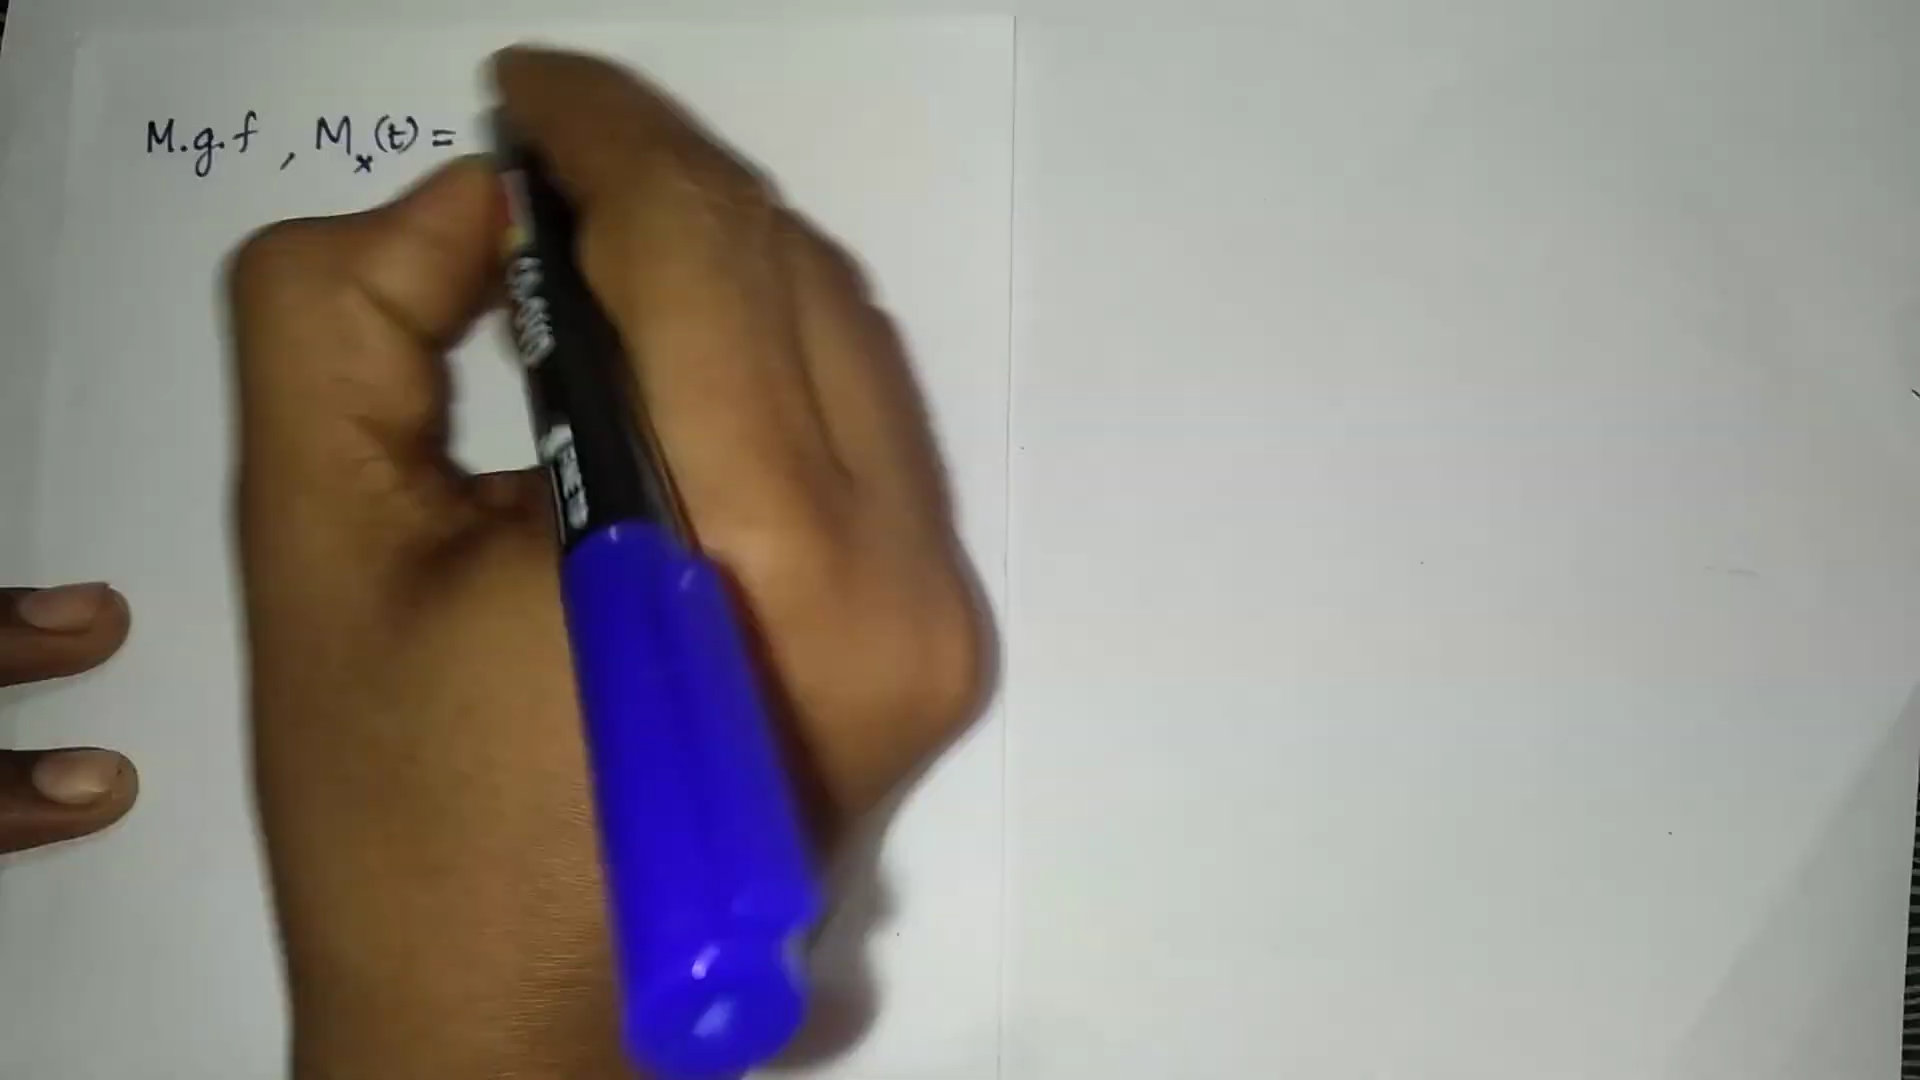 M.g.f , Mₓ(t) =